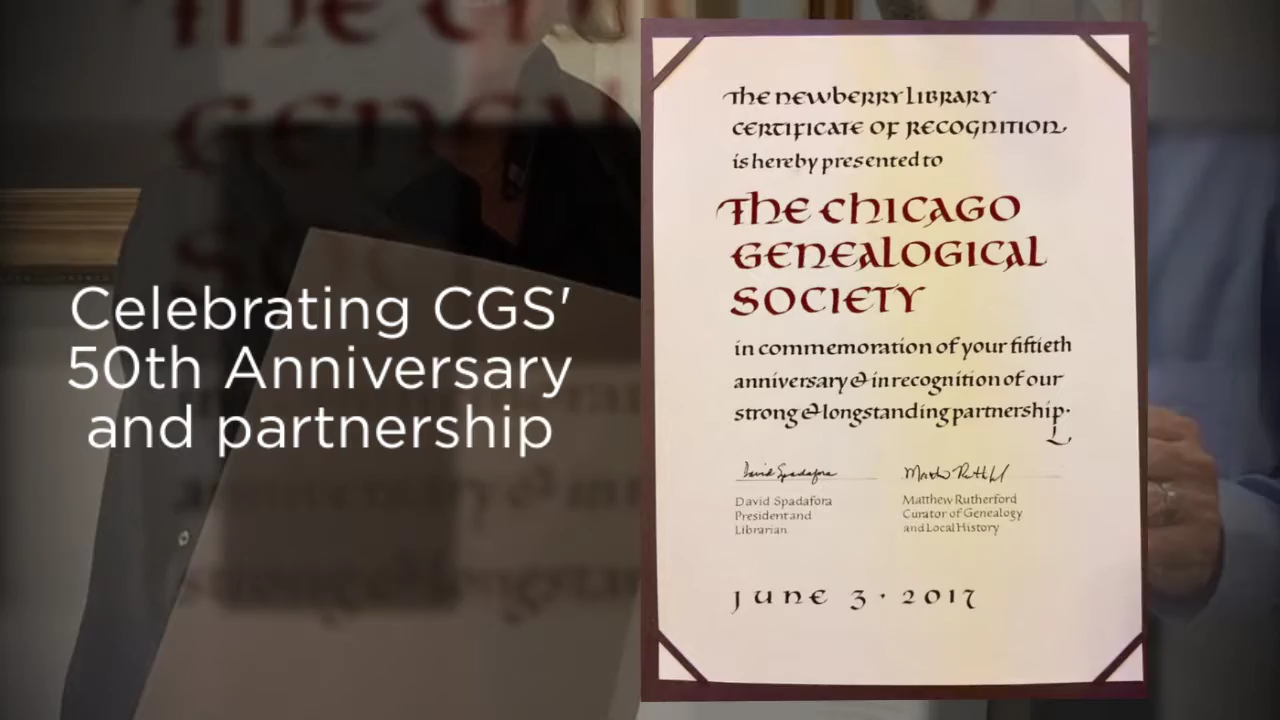 Celebrating CGS'
50th Anniversary
and partnership
The Newberry Library
Certificate of Recognition
is hereby presented to
The Chicago
Genealogical
Society
in commemoration of your fiftieth
anniversary & in recognition of our
strong & longstanding partnership.
David Spadafora
Matthew Rutherford
President and
Curator of Genealogy
Librarian
and Local History
June 3 · 2017